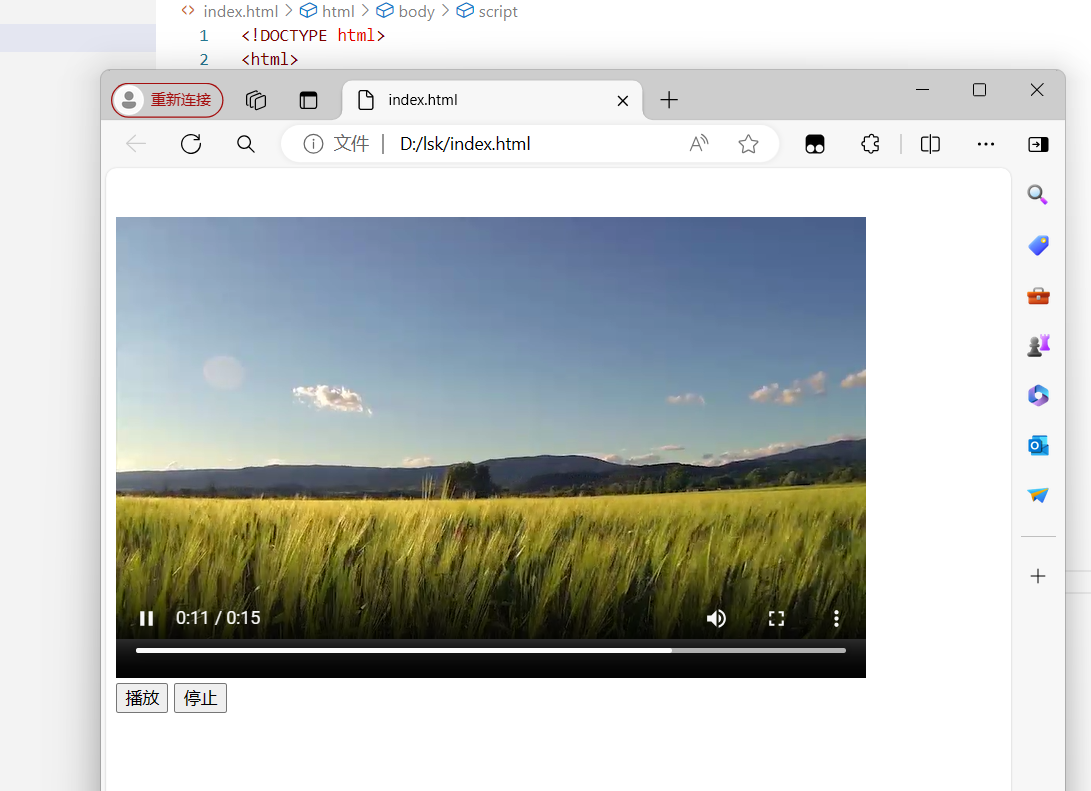 index.html > html > body > script
1 <!DOCTYPE html>
2 <html>
重新连接
index.html
文件 | D:/lsk/index.html
0:11 / 0:15
播放 停止